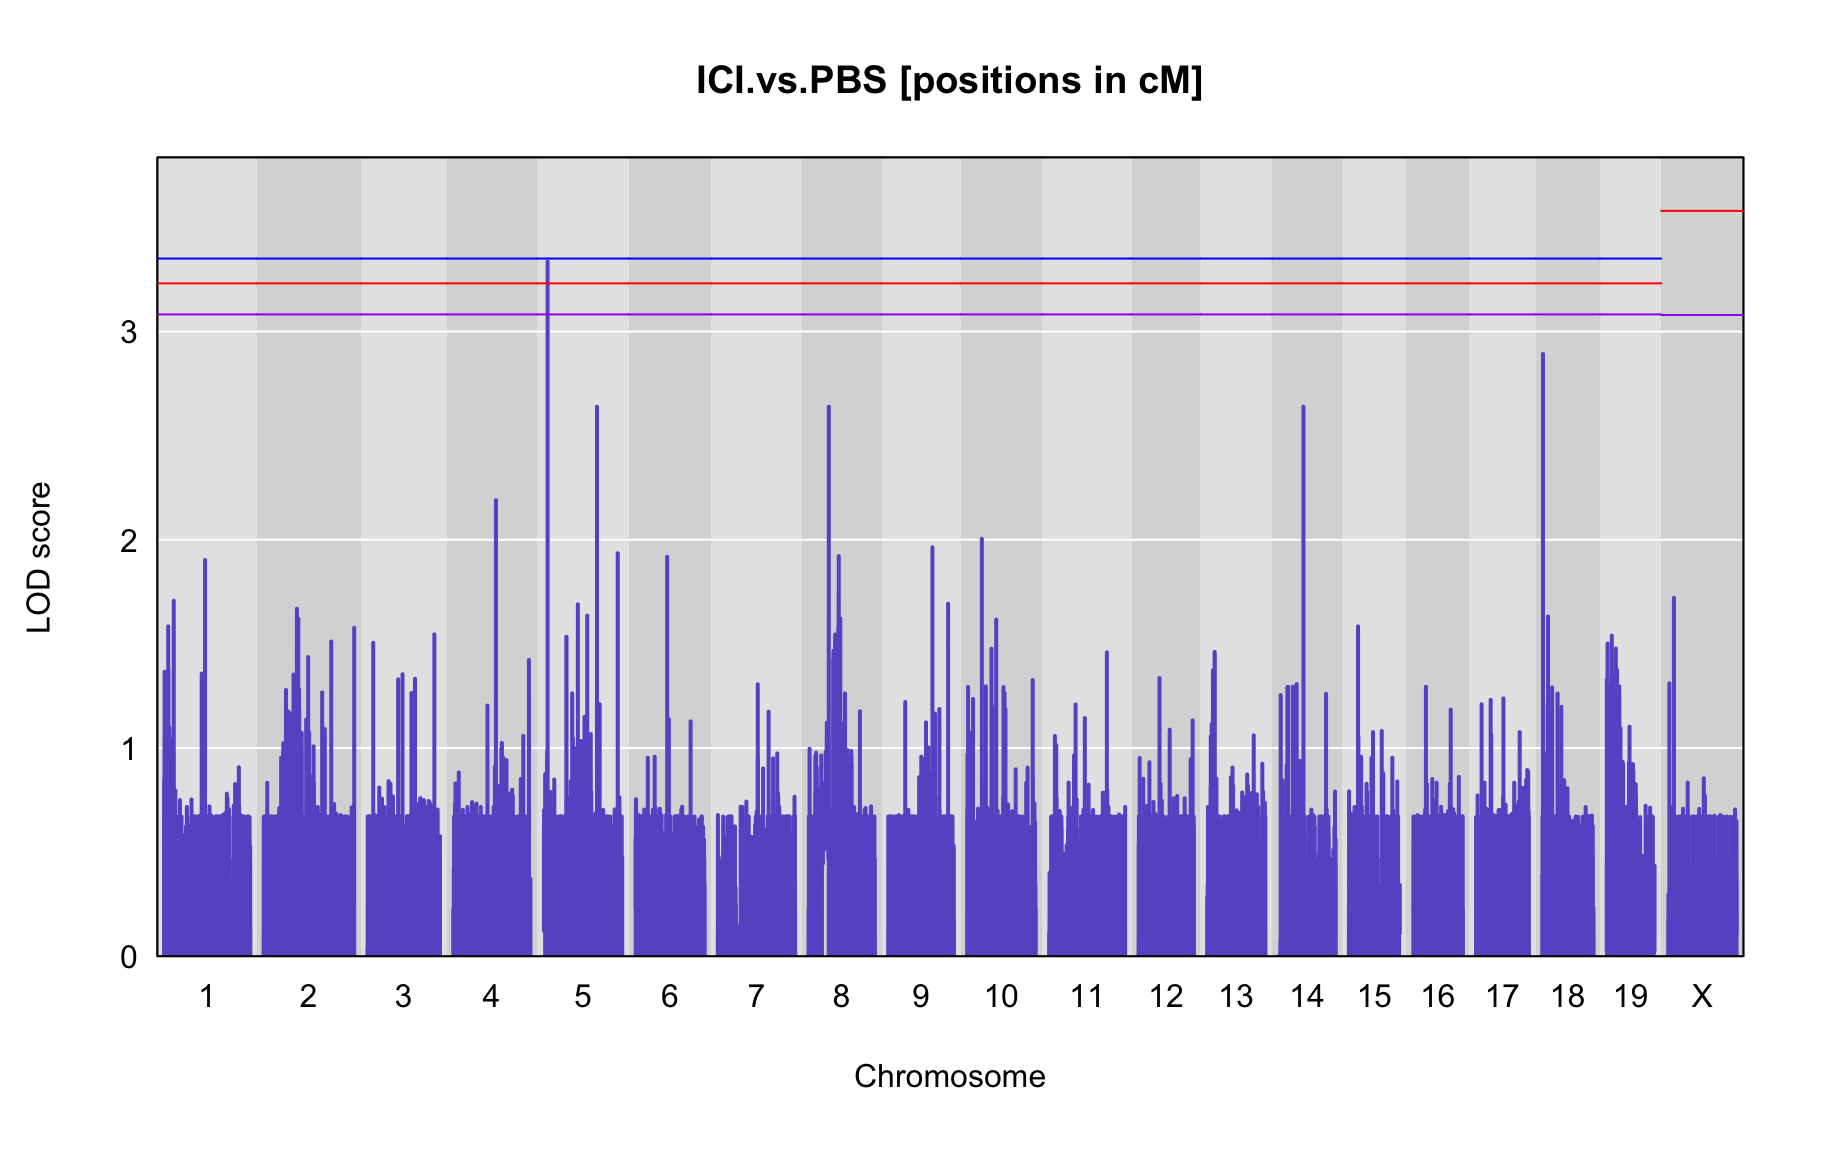 ICI.vs.PBS [positions in cM]
3
2
1
0
LOD score
1 2 3 4 5 6 7 8 9 10 11 12 13 14 15 16 17 18 19 X
Chromosome